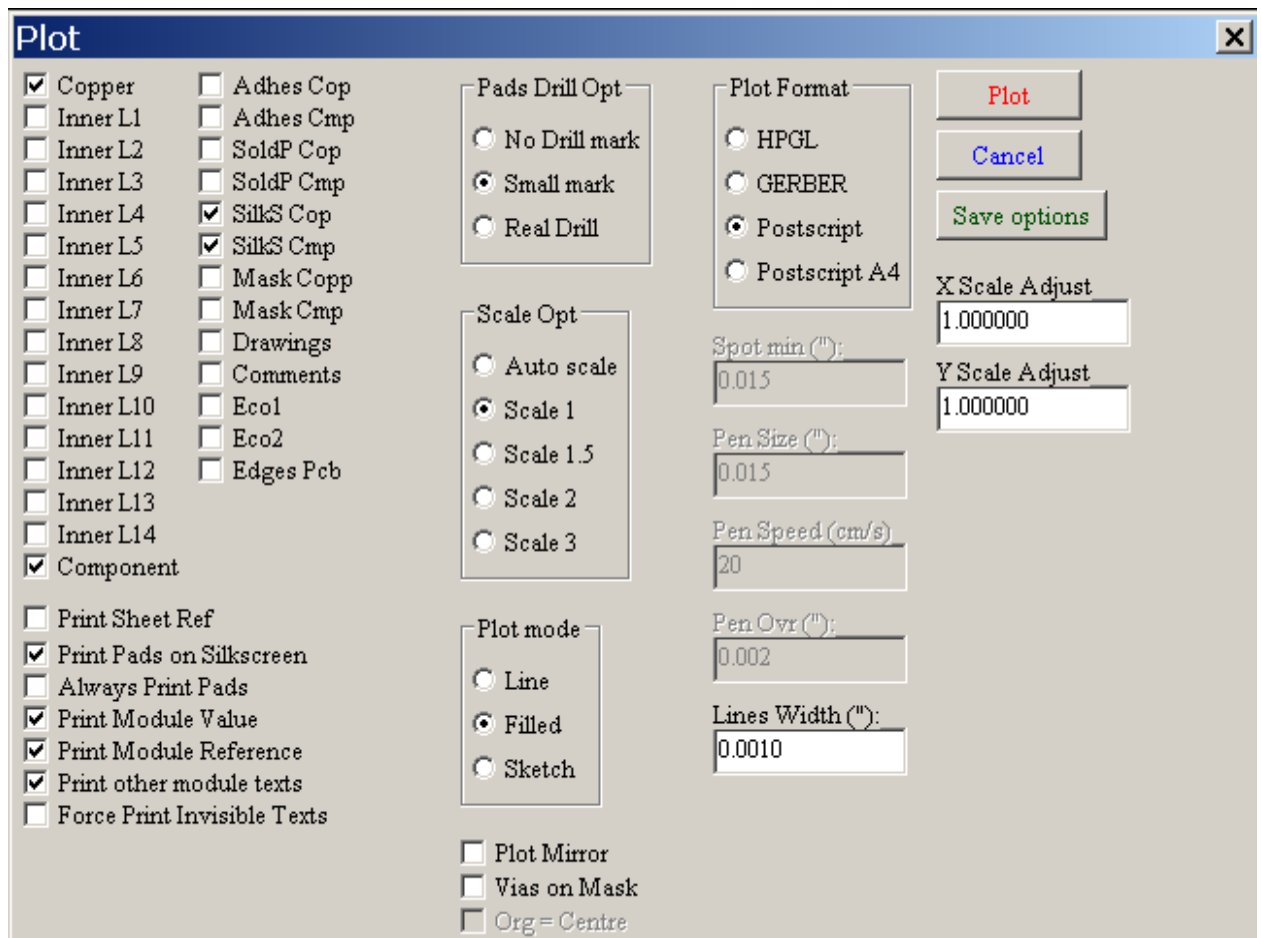 Plot
Copper
Inner L1
Inner L2
Inner L3
Inner L4
Inner L5
Inner L6
Inner L7
Inner L8
Inner L9
Inner L10
Inner L11
Inner L12
Inner L13
Inner L14
Component
Adhes Cop
Adhes Cmp
SoldP Cop
SoldP Cmp
SilkS Cop
SilkS Cmp
Mask Copp
Mask Cmp
Drawings
Comments
Eco1
Eco2
Edges Pcb
Print Sheet Ref
Print Pads on Silkscreen
Always Print Pads
Print Module Value
Print Module Reference
Print other module texts
Force Print Invisible Texts
Pads Drill Opt
No Drill mark
Small mark
Real Drill
Scale Opt
Auto scale
Scale 1
Scale 1.5
Scale 2
Scale 3
Plot mode
Line
Filled
Sketch
Plot Mirror
Vias on Mask
Org = Centre
Plot Format
HPGL
GERBER
Postscript
Postscript A4
Spot min ("):
0.015
Pen Size ("):
0.015
Pen Speed (cm/s)
20
Pen Ovr ("):
0.002
Lines Width ("):
0.0010
Plot
Cancel
Save options
X Scale Adjust
1.000000
Y Scale Adjust
1.000000